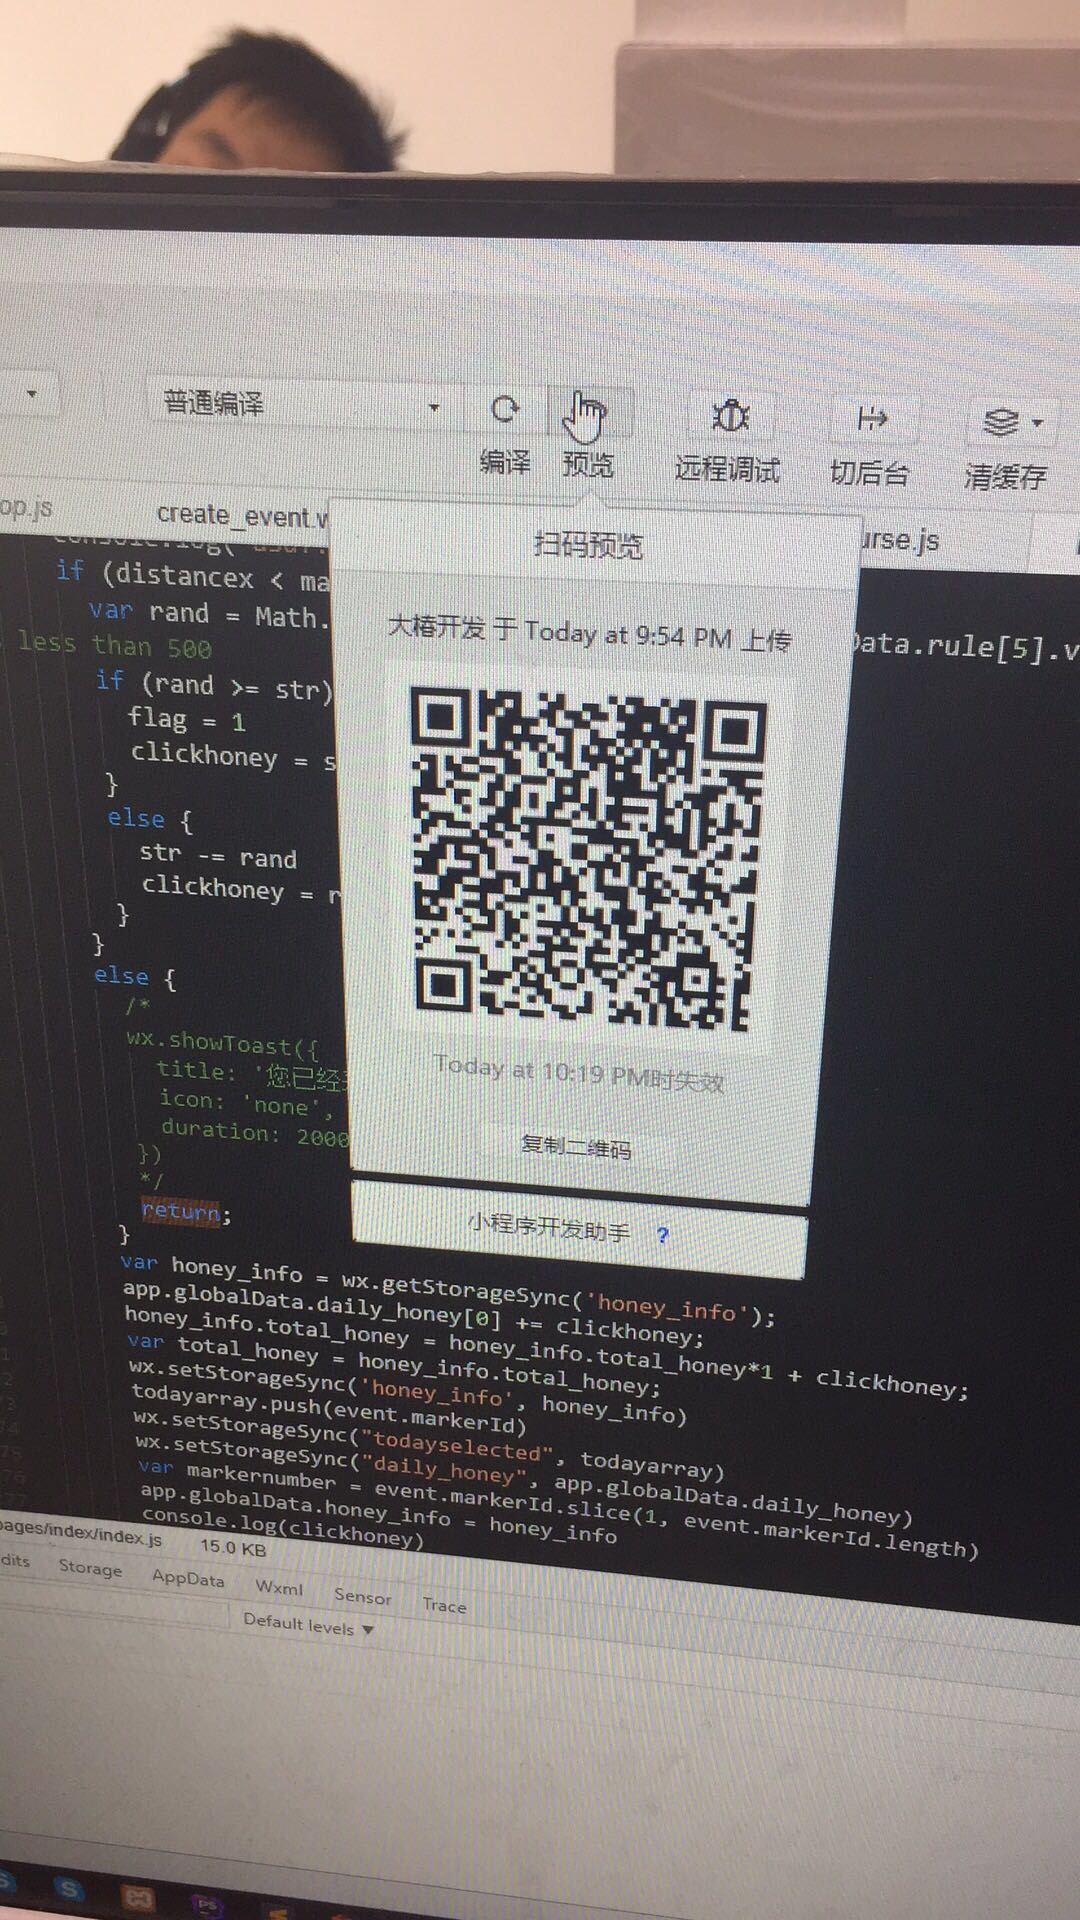 普通编译
编译 预览 远程调试 切后台 清缓存
op.js create_event.w urse.js
扫码预览
大椿开发 于 Today at 9:54 PM 上传
if (distancex < ma
var rand = Math. Data.rule[5].v
less than 500
if (rand >= str)
flag = 1
clickhoney = s
}
else {
str -= rand
clickhoney = r
}
}
else {
/*
wx.showToast({
title: '您已经
icon: 'none',
duration: 2000
})
*/
return;
}
Today at 10:19 PM时失效
复制二维码
小程序开发助手 ?
var honey_info = wx.getStorageSync('honey_info');
app.globalData.daily_honey[0] += clickhoney;
honey_info.total_honey = honey_info.total_honey*1 + clickhoney;
var total_honey = honey_info.total_honey;
wx.setStorageSync('honey_info', honey_info)
todayarray.push(event.markerId)
wx.setStorageSync("todayselected", todayarray)
wx.setStorageSync("daily_honey", app.globalData.daily_honey)
var markernumber = event.markerId.slice(1, event.markerId.length)
app.globalData.honey_info = honey_info
console.log(clickhoney)
pages/index/index.js 15.0 KB
dits Storage AppData Wxml Sensor Trace
Default levels ▼